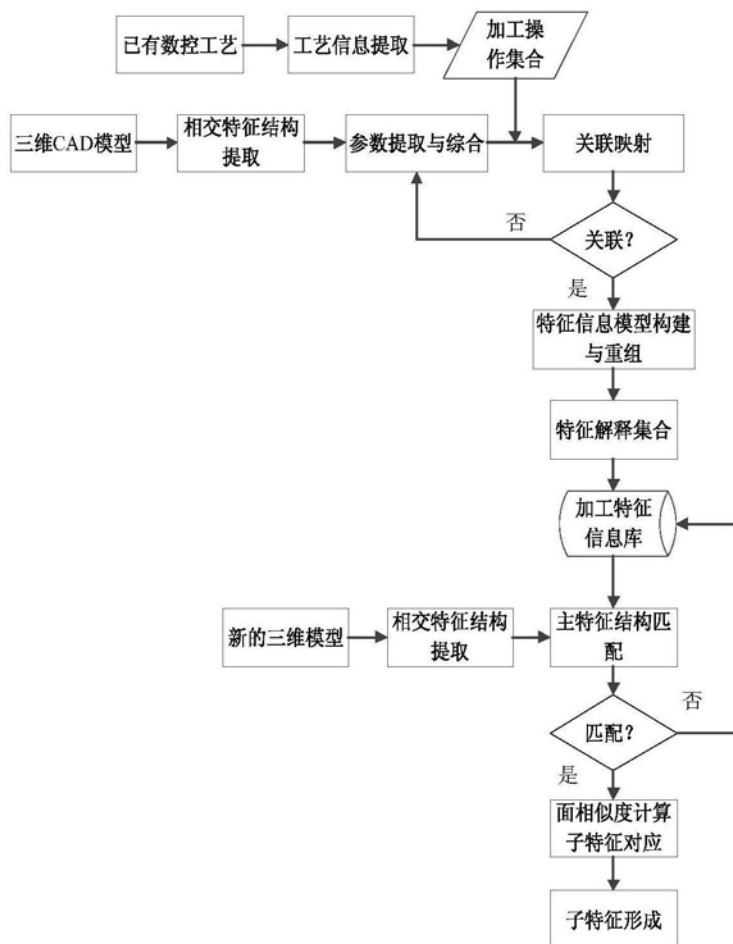 已有数控工艺
工艺信息提取
加工操
作集合
三维CAD模型
相交特征结构
提取
参数提取与综合
关联映射
否
关联?
是
特征信息模型构建
与重组
特征解释集合
加工特征
信息库
新的三维模型
相交特征结构
提取
主特征结构匹
配
否
匹配?
是
面相似度计算
子特征对应
子特征形成